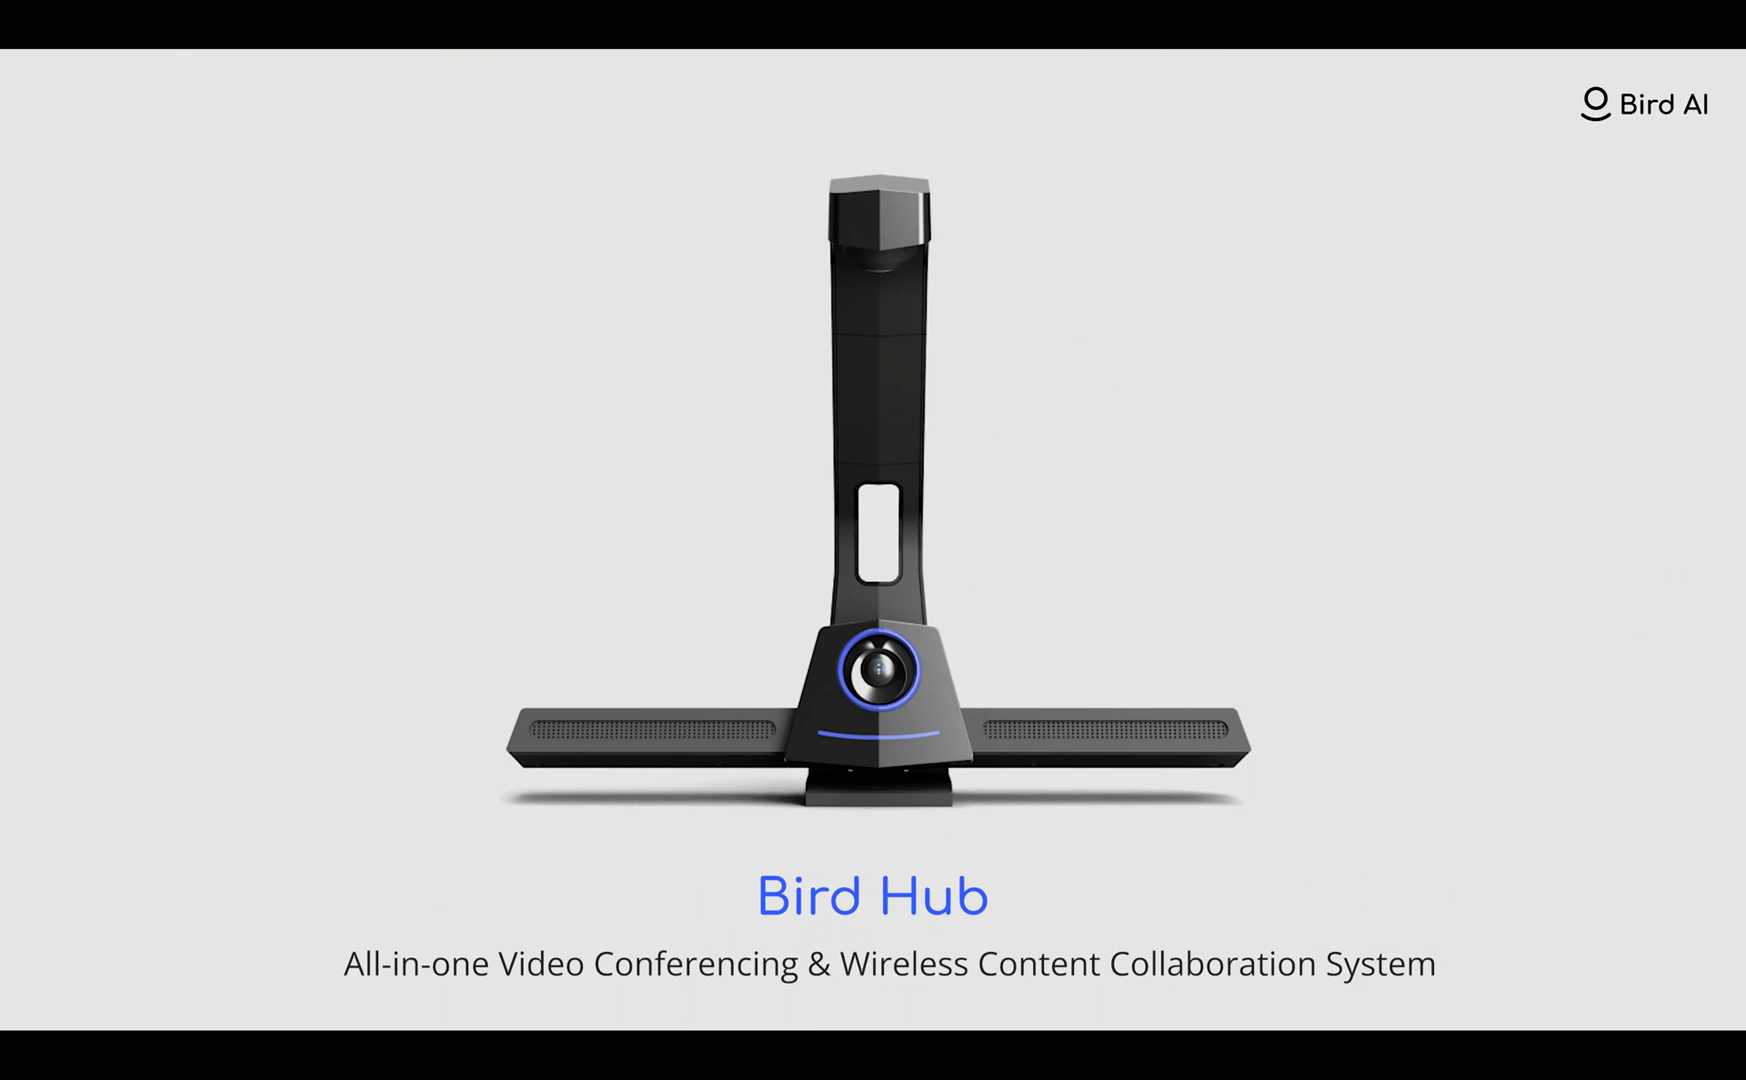 Bird AI
Bird Hub
All-in-one Video Conferencing & Wireless Content Collaboration System